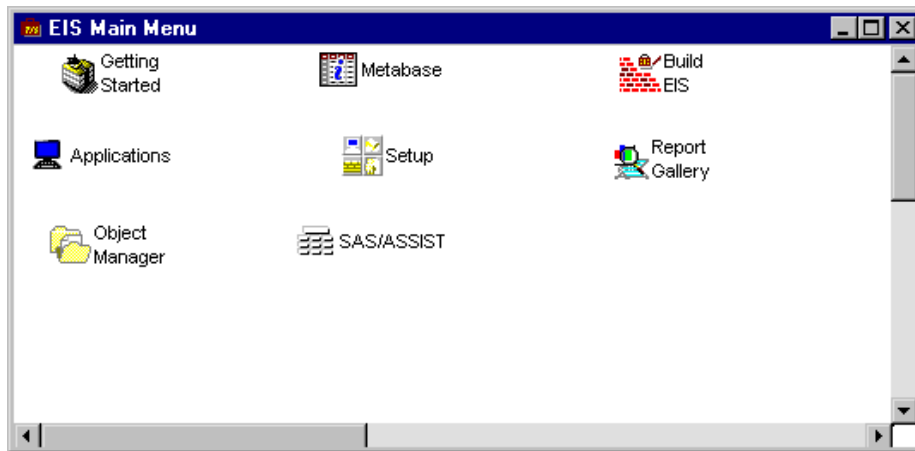 EIS Main Menu
Getting
Started
Metabase
Build
EIS
Applications
Setup
Report
Gallery
Object
Manager
SAS/ASSIST